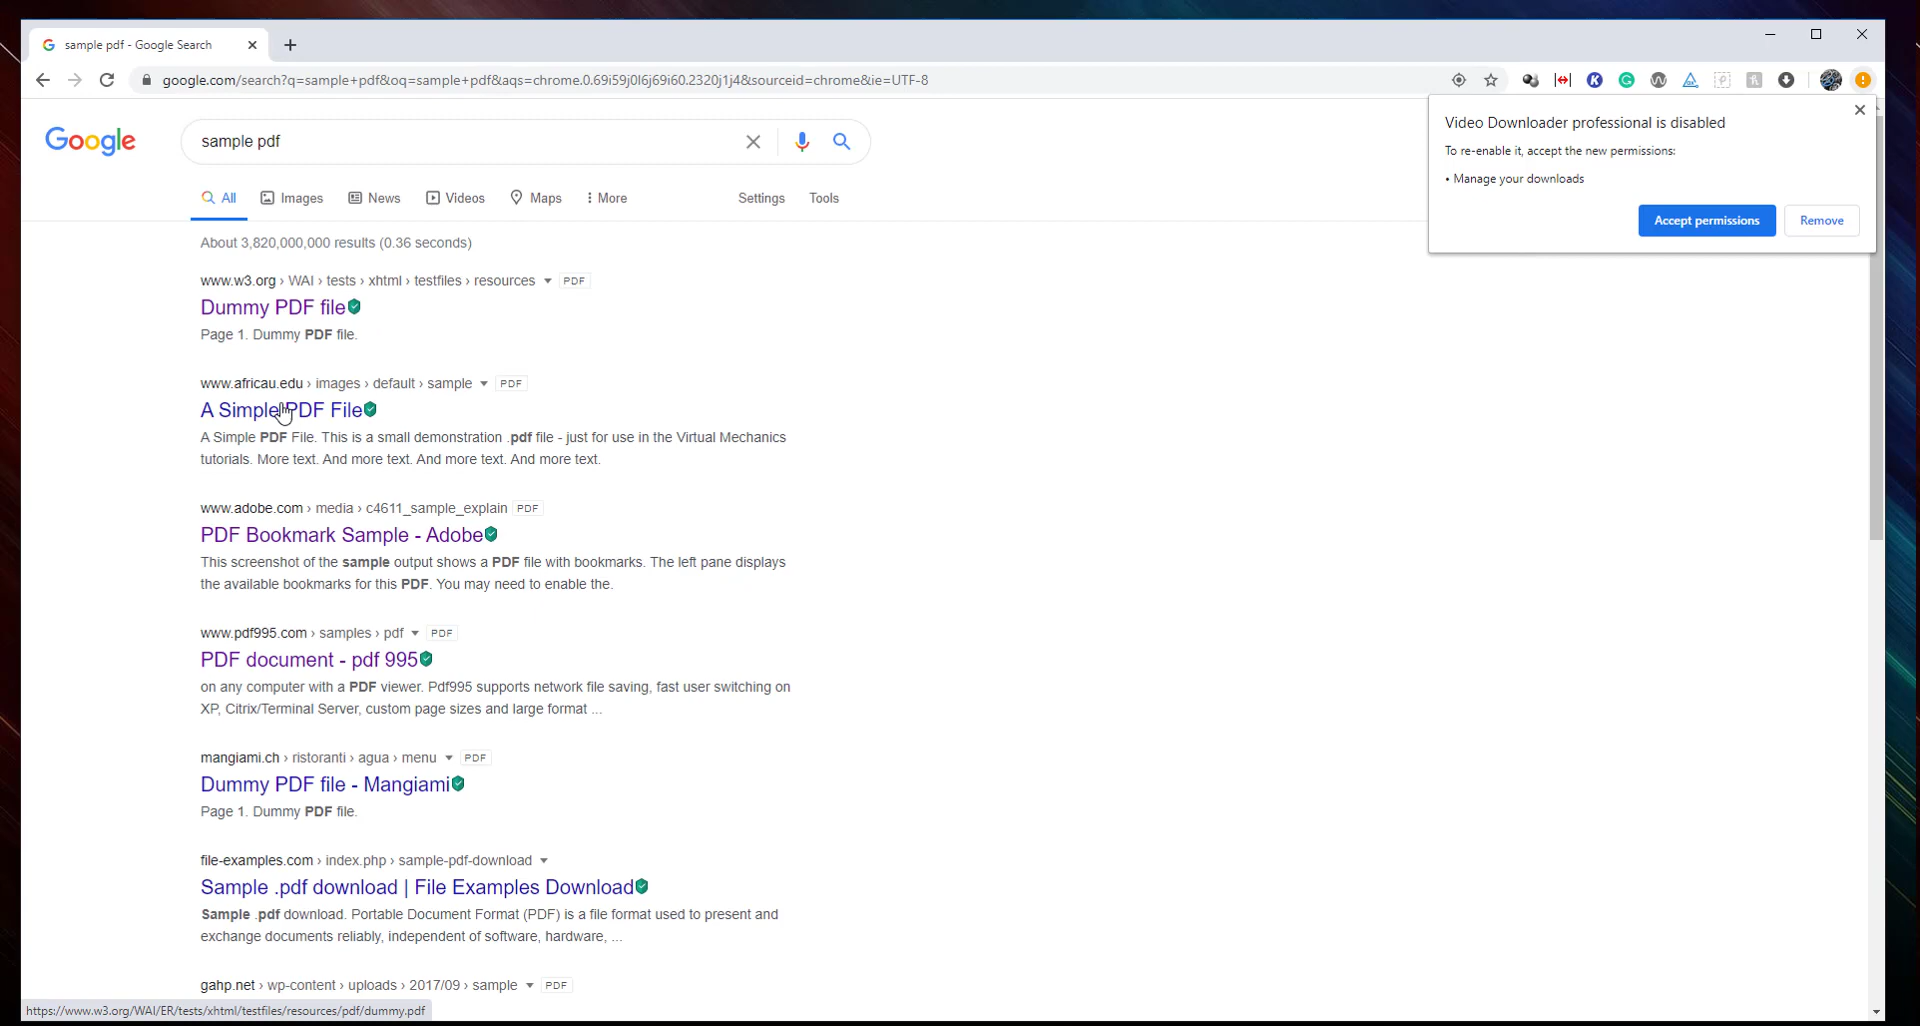 sample pdf - Google Search
google.com/search?q=sample+pdf&oq=sample+pdf&aqs=chrome.0.69i59j0l6j69i60.2320j1j4&sourceid=chrome&ie=UTF-8
Video Downloader professional is disabled
To re-enable it, accept the new permissions:
• Manage your downloads
Accept permissions
Remove
Google
sample pdf
All
Images
News
Videos
Maps
More
Settings
Tools
About 3,820,000,000 results (0.36 seconds)
www.w3.org › WAI › tests › xhtml › testfiles › resources PDF
Dummy PDF file
Page 1. Dummy PDF file.
www.africau.edu › images › default › sample PDF
A Simple PDF File
A Simple PDF File. This is a small demonstration .pdf file - just for use in the Virtual Mechanics
tutorials. More text. And more text. And more text. And more text.
www.adobe.com › media › c4611_sample_explain PDF
PDF Bookmark Sample - Adobe
This screenshot of the sample output shows a PDF file with bookmarks. The left pane displays
the available bookmarks for this PDF. You may need to enable the.
www.pdf995.com › samples › pdf PDF
PDF document - pdf 995
on any computer with a PDF viewer. Pdf995 supports network file saving, fast user switching on
XP, Citrix/Terminal Server, custom page sizes and large format ...
mangiami.ch › ristoranti › agua › menu PDF
Dummy PDF file - Mangiami
Page 1. Dummy PDF file.
file-examples.com › index.php › sample-pdf-download
Sample .pdf download | File Examples Download
Sample .pdf download. Portable Document Format (PDF) is a file format used to present and
exchange documents reliably, independent of software, hardware, ...
gahp.net › wp-content › uploads › 2017/09 › sample PDF
https://www.w3.org/WAI/ER/tests/xhtml/testfiles/resources/pdf/dummy.pdf